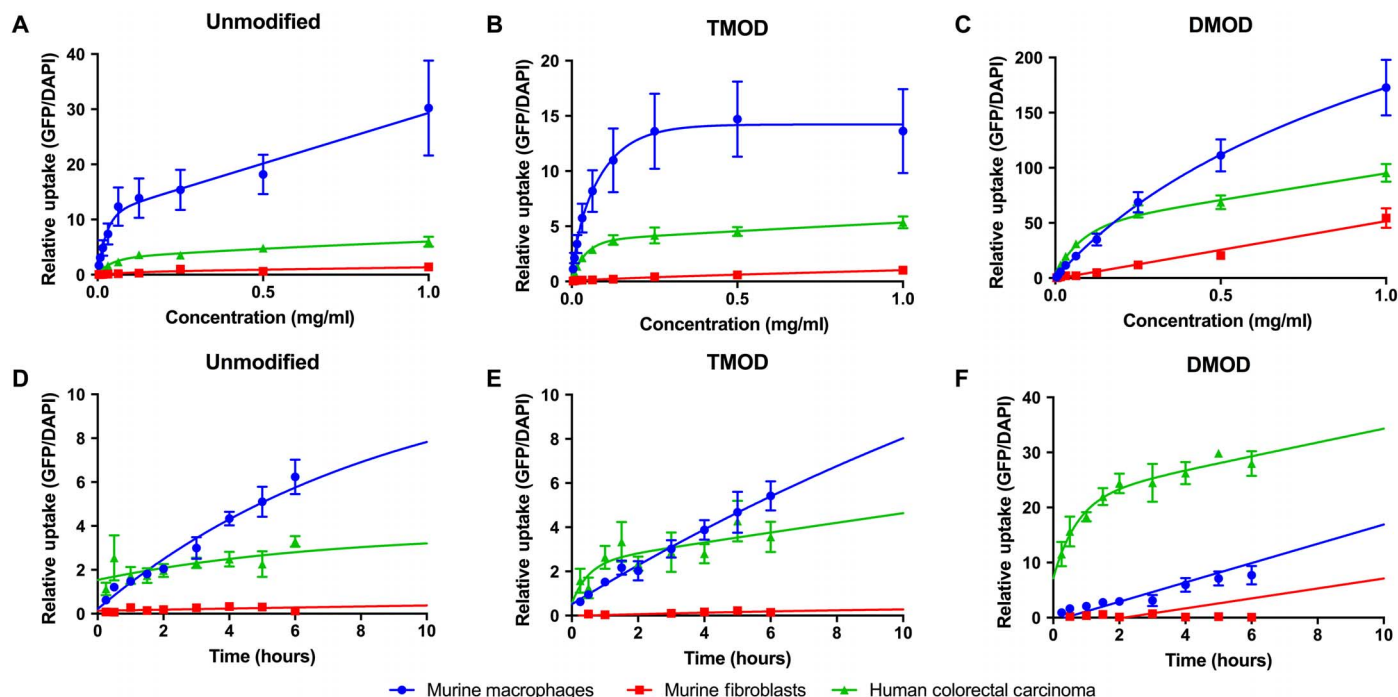 A
Unmodified
Relative uptake (GFP/DAPI)
40
30
20
10
0
0.0
0.5
1.0
Concentration (mg/ml)
B
TMOD
Relative uptake (GFP/DAPI)
20
15
10
5
0
0.0
0.5
1.0
Concentration (mg/ml)
C
DMOD
Relative uptake (GFP/DAPI)
200
150
100
50
0
0.0
0.5
1.0
Concentration (mg/ml)
D
Unmodified
Relative uptake (GFP/DAPI)
10
8
6
4
2
0
0
2
4
6
8
10
Time (hours)
E
TMOD
Relative uptake (GFP/DAPI)
10
8
6
4
2
0
0
2
4
6
8
10
Time (hours)
F
DMOD
Relative uptake (GFP/DAPI)
40
30
20
10
0
0
2
4
6
8
10
Time (hours)
Murine macrophages
Murine fibroblasts
Human colorectal carcinoma